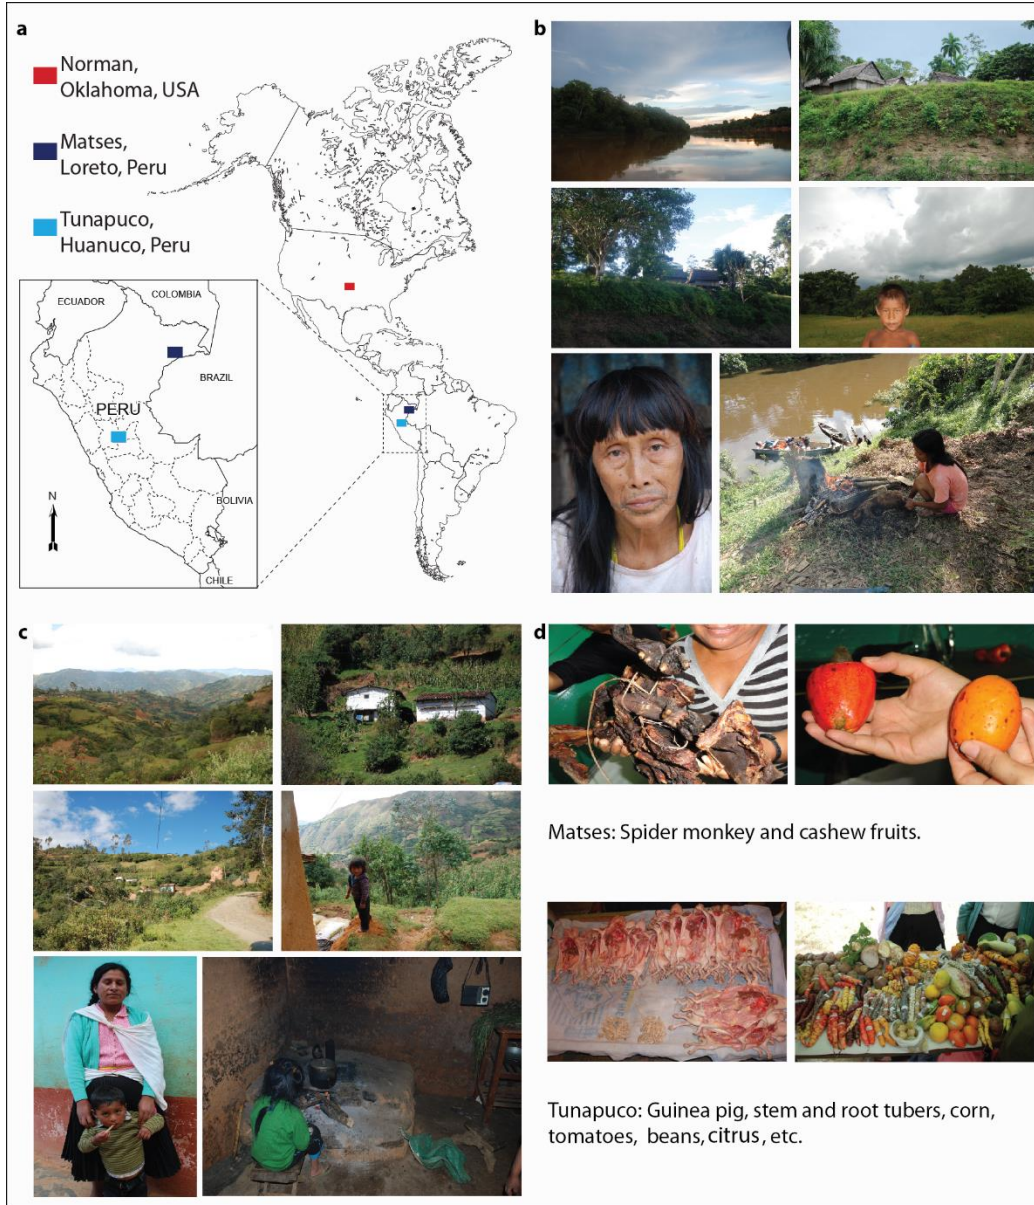 a
Norman,
Oklahoma, USA
Matses,
Loreto, Peru
Tunapuco,
Huanuco, Peru
ECUADOR
COLOMBIA
BRAZIL
PERU
BOLIVIA
N
CHILE
b
c
d
Matses: Spider monkey and cashew fruits.
Tunapuco: Guinea pig, stem and root tubers, corn,
tomatoes, beans, citrus, etc.